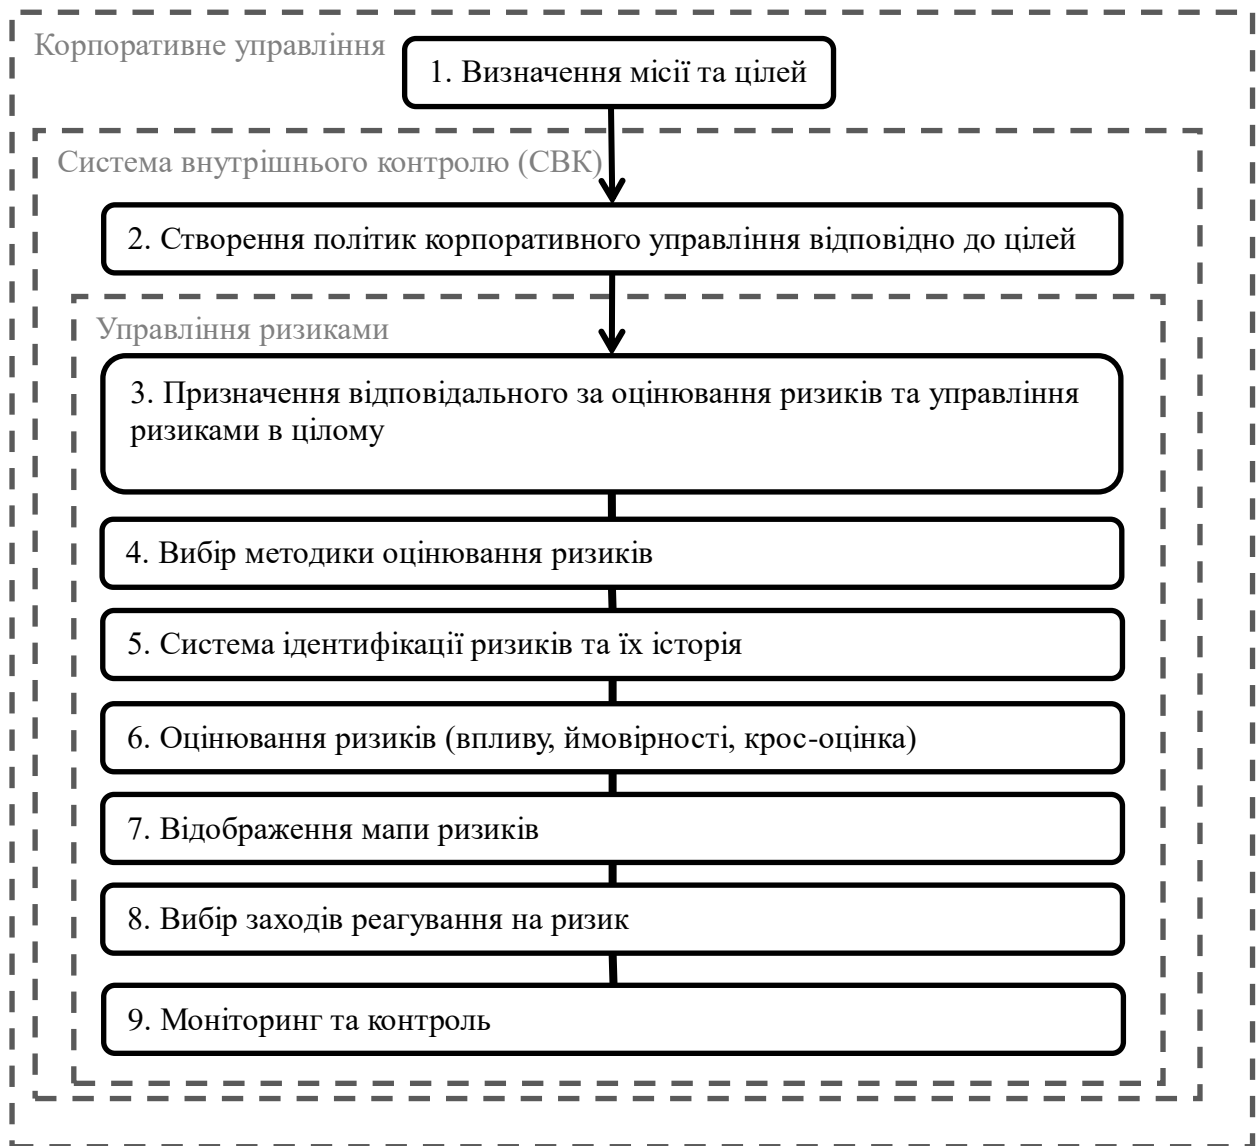 Корпоративне управління
1. Визначення місії та цілей
Система внутрішнього контролю (СВК)
2. Створення політик корпоративного управління відповідно до цілей
Управління ризиками
3. Призначення відповідального за оцінювання ризиків та управління
ризиками в цілому
4. Вибір методики оцінювання ризиків
5. Система ідентифікації ризиків та їх історія
6. Оцінювання ризиків (впливу, ймовірності, крос-оцінка)
7. Відображення мапи ризиків
8. Вибір заходів реагування на ризик
9. Моніторинг та контроль